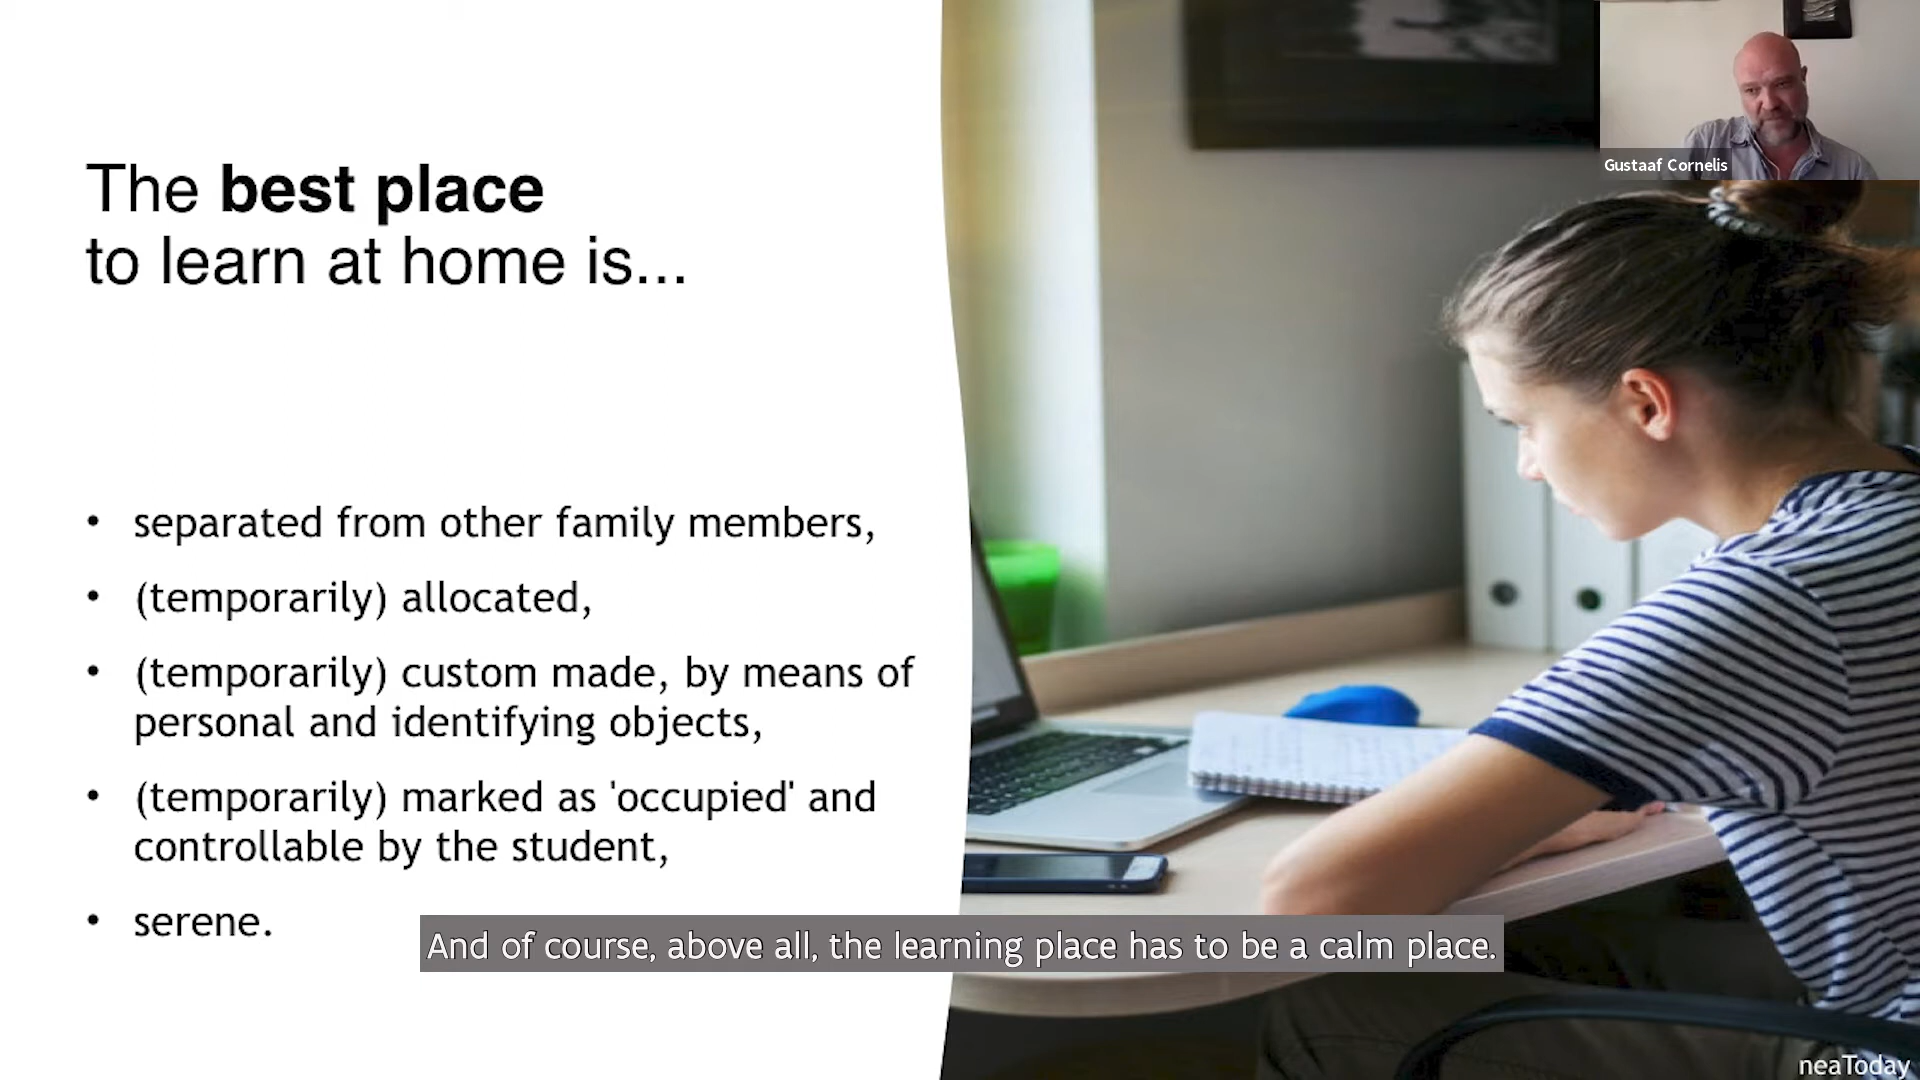 The best place
to learn at home is...
• separated from other family members,
• (temporarily) allocated,
• (temporarily) custom made, by means of
personal and identifying objects,
• (temporarily) marked as 'occupied' and
controllable by the student,
• serene.
Gustaaf Cornelis
And of course, above all, the learning place has to be a calm place.
neaToday